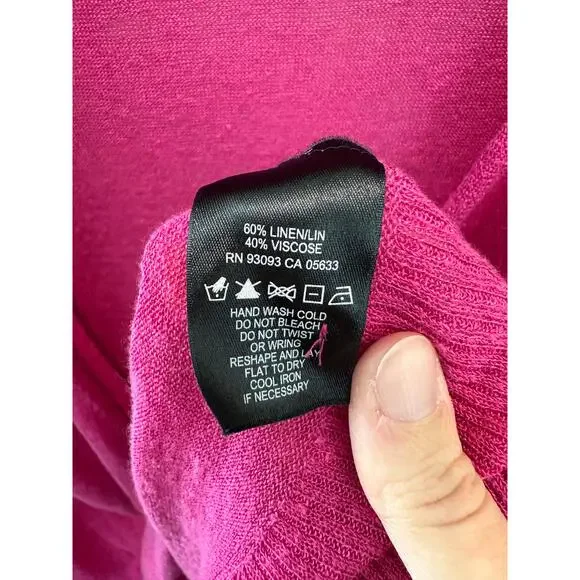 60% LINEN/LIN
40% VISCOSE
RN 93093 CA 05633
HAND WASH COLD
DO NOT BLEACH
DO NOT TWIST
OR WRING
RESHAPE AND LAY
FLAT TO DRY
COOL IRON
IF NECESSARY